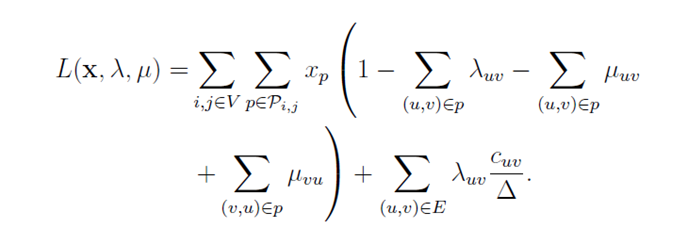 L(x, λ, μ) = ∑_{i,j∈V} ∑_{p∈𝒫_{i,j}} x_p ( 1 − ∑_{(u,v)∈p} λ_{uv} − ∑_{(u,v)∈p} μ_{uv}
+ ∑_{(v,u)∈p} μ_{vu} ) + ∑_{(u,v)∈E} λ_{uv} c_{uv}/Δ.